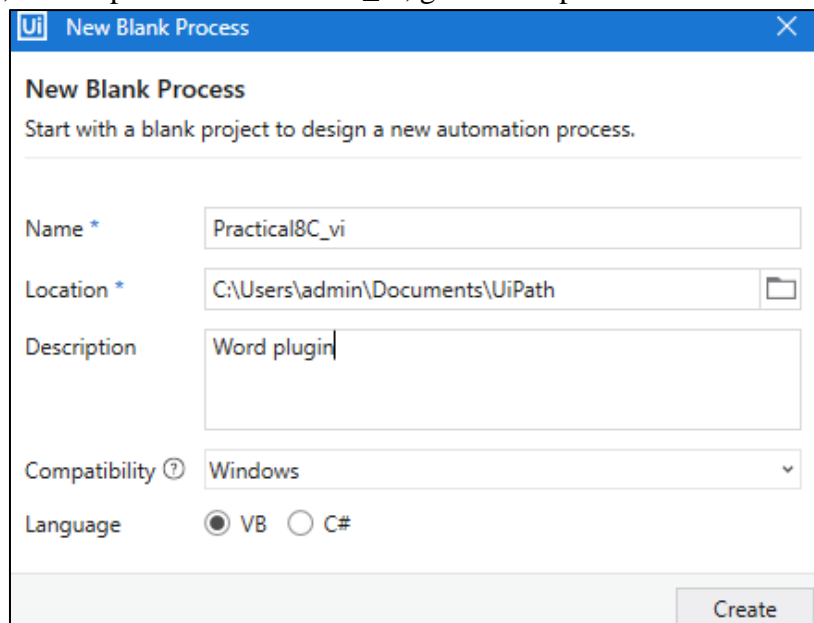 Ui New Blank Process
New Blank Process
Start with a blank project to design a new automation process.
Name * Practical8C_vi
Location * C:\Users\admin\Documents\UiPath
Description Word plugin
Compatibility ? Windows
Language VB C#
Create